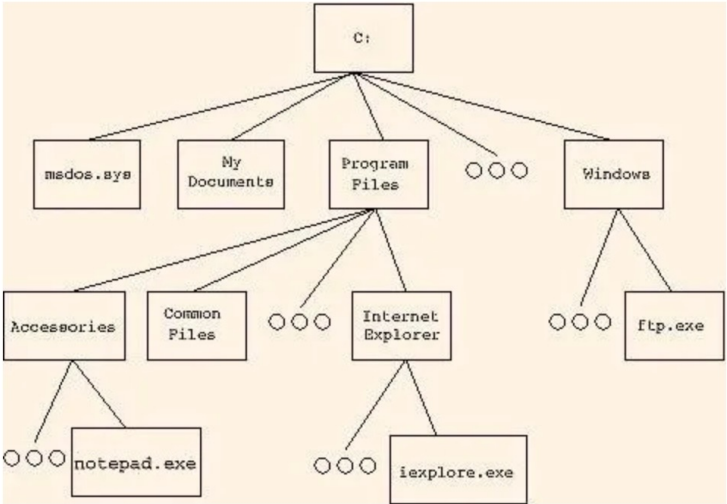 C:
msdos.sys
My
Documents
Program
Files
Windows
Accessories
Common
Files
Internet
Explorer
ftp.exe
notepad.exe
iexplore.exe